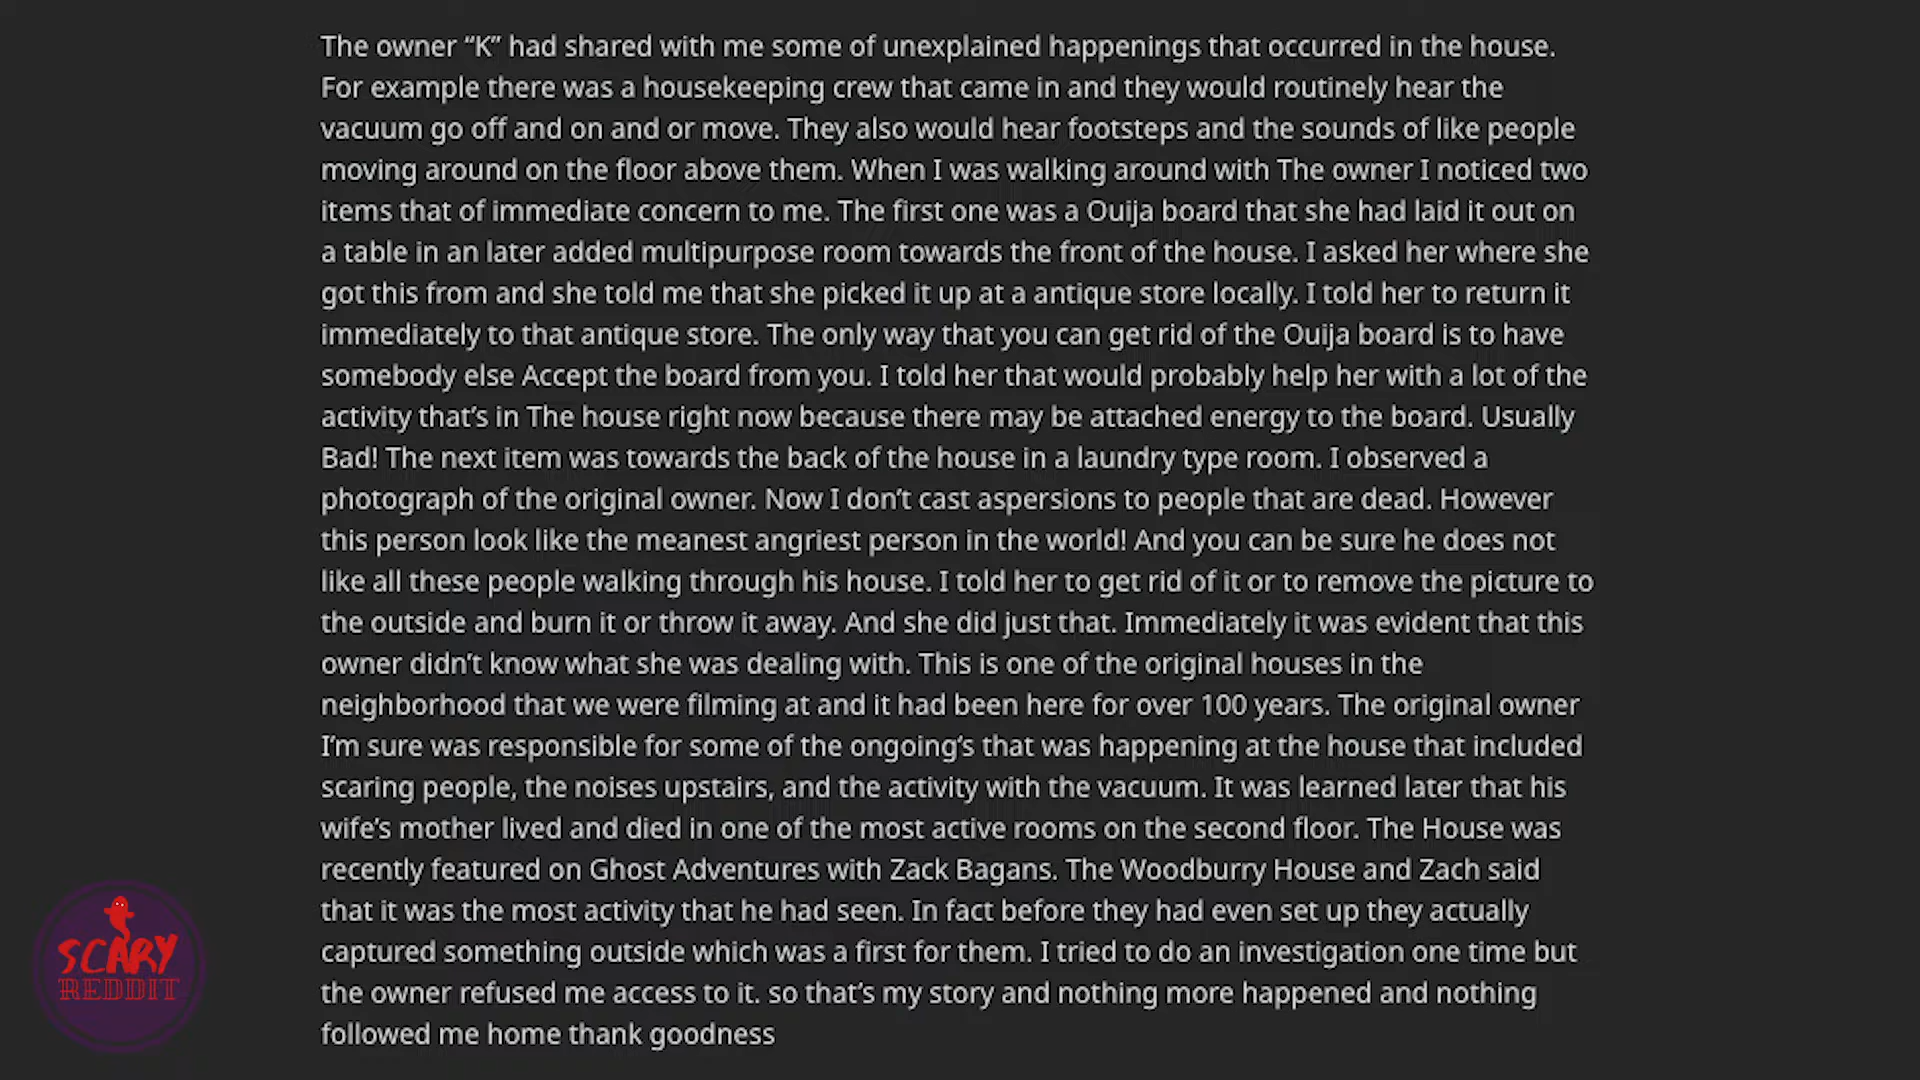 The owner “K” had shared with me some of unexplained happenings that occurred in the house.
For example there was a housekeeping crew that came in and they would routinely hear the
vacuum go off and on and or move. They also would hear footsteps and the sounds of like people
moving around on the floor above them. When I was walking around with The owner I noticed two
items that of immediate concern to me. The first one was a Ouija board that she had laid it out on
a table in an later added multipurpose room towards the front of the house. I asked her where she
got this from and she told me that she picked it up at a antique store locally. I told her to return it
immediately to that antique store. The only way that you can get rid of the Ouija board is to have
somebody else Accept the board from you. I told her that would probably help her with a lot of the
activity that’s in The house right now because there may be attached energy to the board. Usually
Bad! The next item was towards the back of the house in a laundry type room. I observed a
photograph of the original owner. Now I don’t cast aspersions to people that are dead. However
this person look like the meanest angriest person in the world! And you can be sure he does not
like all these people walking through his house. I told her to get rid of it or to remove the picture to
the outside and burn it or throw it away. And she did just that. Immediately it was evident that this
owner didn’t know what she was dealing with. This is one of the original houses in the
neighborhood that we were filming at and it had been here for over 100 years. The original owner
I’m sure was responsible for some of the ongoing’s that was happening at the house that included
scaring people, the noises upstairs, and the activity with the vacuum. It was learned later that his
wife’s mother lived and died in one of the most active rooms on the second floor. The House was
recently featured on Ghost Adventures with Zack Bagans. The Woodburry House and Zach said
that it was the most activity that he had seen. In fact before they had even set up they actually
captured something outside which was a first for them. I tried to do an investigation one time but
the owner refused me access to it. so that’s my story and nothing more happened and nothing
followed me home thank goodness
SCARY
REDDIT